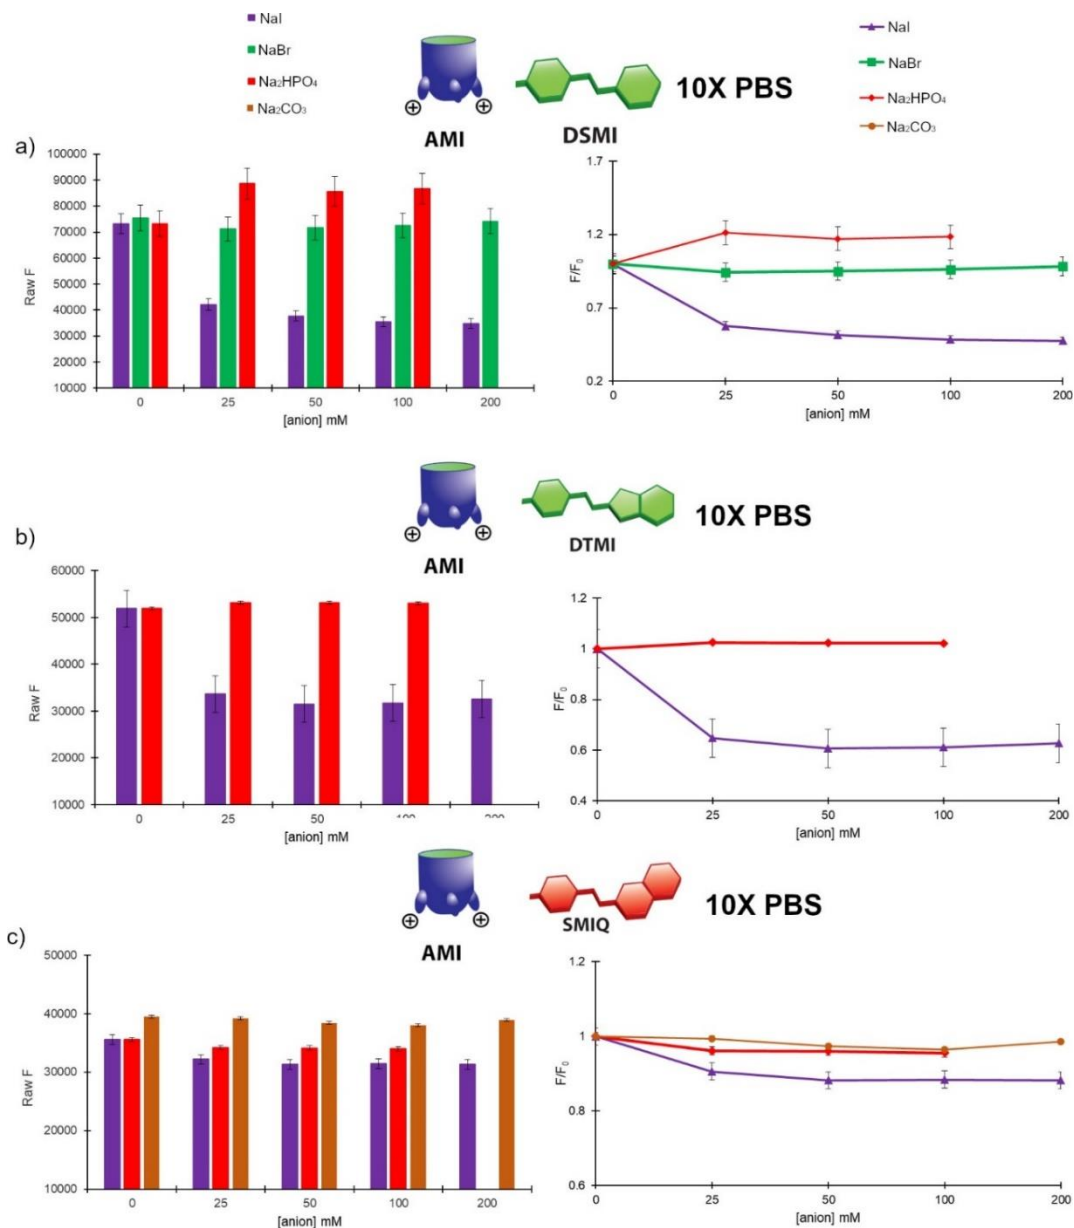 NaI
NaBr
Na₂HPO₄
Na₂CO₃
NaI
NaBr
Na₂HPO₄
Na₂CO₃
⊕ ⊕
AMI
DSMI
10X PBS
a)
100000
90000
80000
70000
60000
50000
40000
30000
20000
10000
Raw F
0 25 50 100 200
[anion] mM
1.7
1.2
0.7
0.2
F/F₀
0 25 50 100 200
[anion] mM
⊕ ⊕
AMI
DTMI
10X PBS
b)
60000
50000
40000
30000
20000
10000
Raw F
0 25 50 100 200
[anion] mM
1.2
1
0.8
0.6
0.4
F/F₀
0 25 50 100 200
[anion] mM
⊕ ⊕
AMI
SMIQ
10X PBS
c)
50000
40000
30000
20000
10000
Raw F
0 25 50 100 200
[anion] mM
1.2
1
0.8
0.6
F/F₀
0 25 50 100 200
[anion] mM